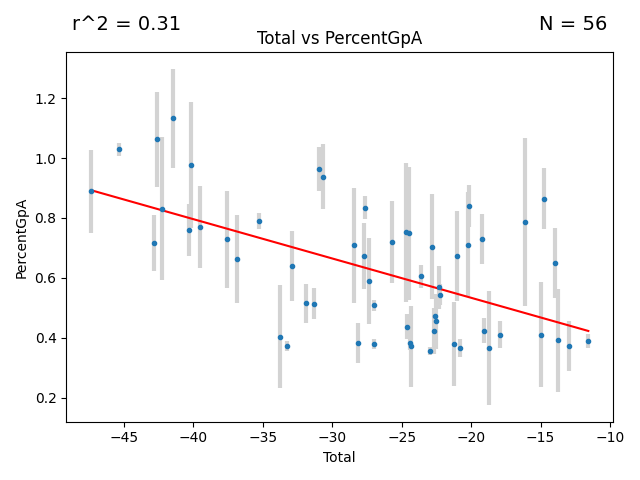 r^2 = 0.31
N = 56
Total vs PercentGpA
1.2
1.0
0.8
0.6
0.4
0.2
PercentGpA
−45
−40
−35
−30
−25
−20
−15
−10
Total